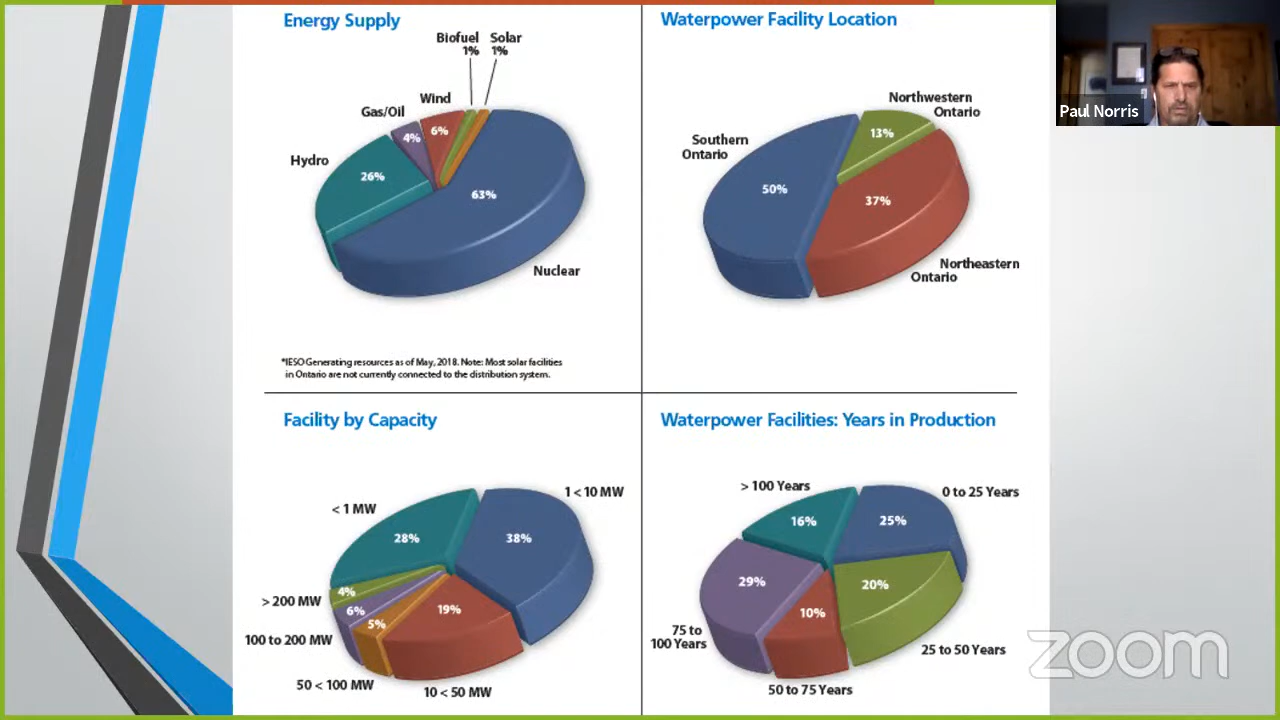 Energy Supply
Biofuel
1%
Solar
1%
Wind
6%
Gas/Oil
4%
Hydro
26%
63%
Nuclear
*IESO Generating resources as of May, 2018. Note: Most solar facilities
in Ontario are not currently connected to the distribution system.
Waterpower Facility Location
Northwestern
Ontario
13%
Southern
Ontario
50%
37%
Northeastern
Ontario
Paul Norris
Facility by Capacity
1 < 10 MW
38%
< 1 MW
28%
> 200 MW
4%
100 to 200 MW
6%
50 < 100 MW
5%
10 < 50 MW
19%
Waterpower Facilities: Years in Production
> 100 Years
16%
0 to 25 Years
25%
29%
75 to
100 Years
20%
25 to 50 Years
10%
50 to 75 Years
zoom